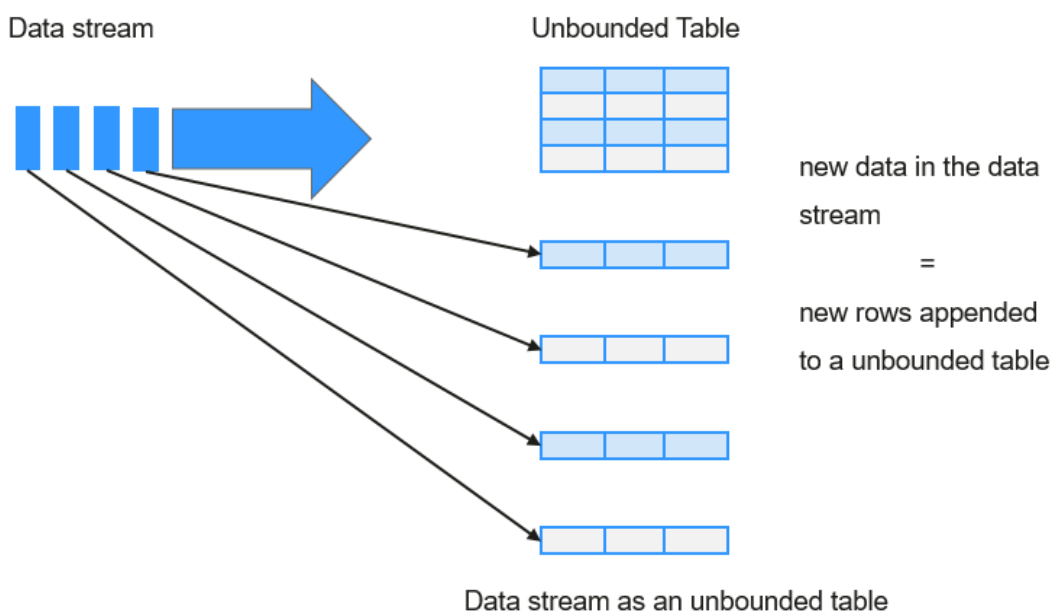 Data stream
Unbounded Table
new data in the data
stream
=
new rows appended
to a unbounded table
Data stream as an unbounded table